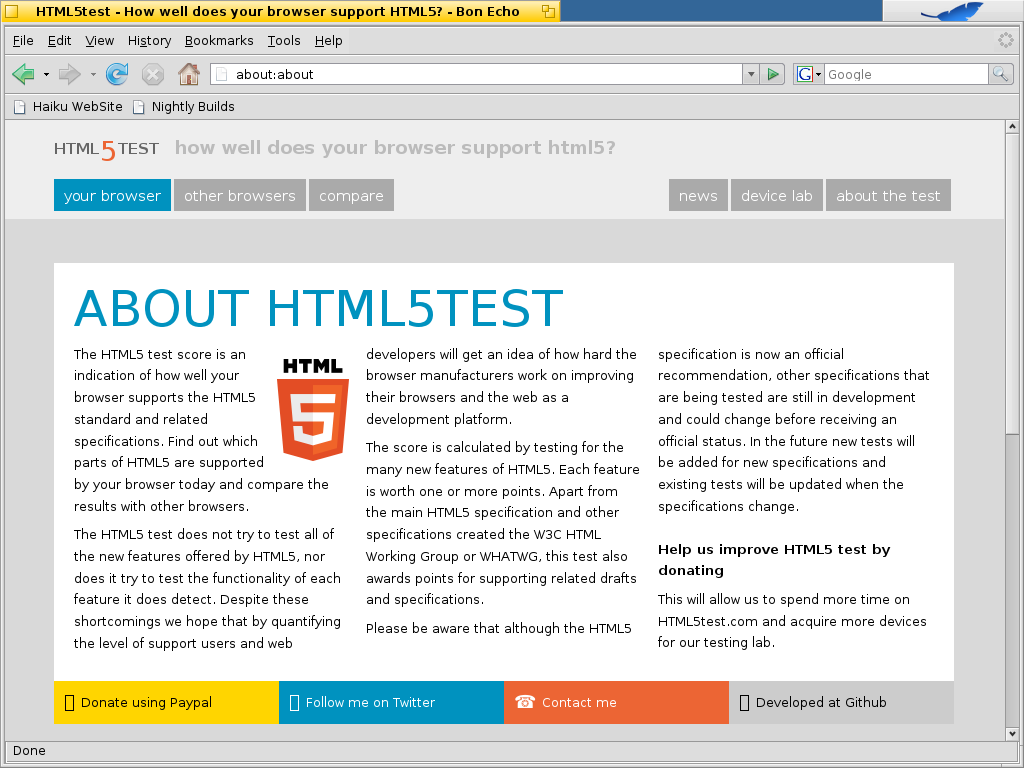 HTML5test - How well does your browser support HTML5? - Bon Echo
File Edit View History Bookmarks Tools Help
about:about
G Google
Haiku WebSite Nightly Builds
HTML5TEST how well does your browser support html5?
your browser other browsers compare news device lab about the test
ABOUT HTML5TEST
The HTML5 test score is an
indication of how well your
browser supports the HTML5
standard and related
specifications. Find out which
parts of HTML5 are supported
by your browser today and compare the
results with other browsers.
HTML
5
The HTML5 test does not try to test all of
the new features offered by HTML5, nor
does it try to test the functionality of each
feature it does detect. Despite these
shortcomings we hope that by quantifying
the level of support users and web
developers will get an idea of how hard the
browser manufacturers work on improving
their browsers and the web as a
development platform.
The score is calculated by testing for the
many new features of HTML5. Each feature
is worth one or more points. Apart from
the main HTML5 specification and other
specifications created the W3C HTML
Working Group or WHATWG, this test also
awards points for supporting related drafts
and specifications.
Please be aware that although the HTML5
specification is now an official
recommendation, other specifications that
are being tested are still in development
and could change before receiving an
official status. In the future new tests will
be added for new specifications and
existing tests will be updated when the
specifications change.
Help us improve HTML5 test by
donating
This will allow us to spend more time on
HTML5test.com and acquire more devices
for our testing lab.
Donate using Paypal
Follow me on Twitter
☎ Contact me
Developed at Github
Done